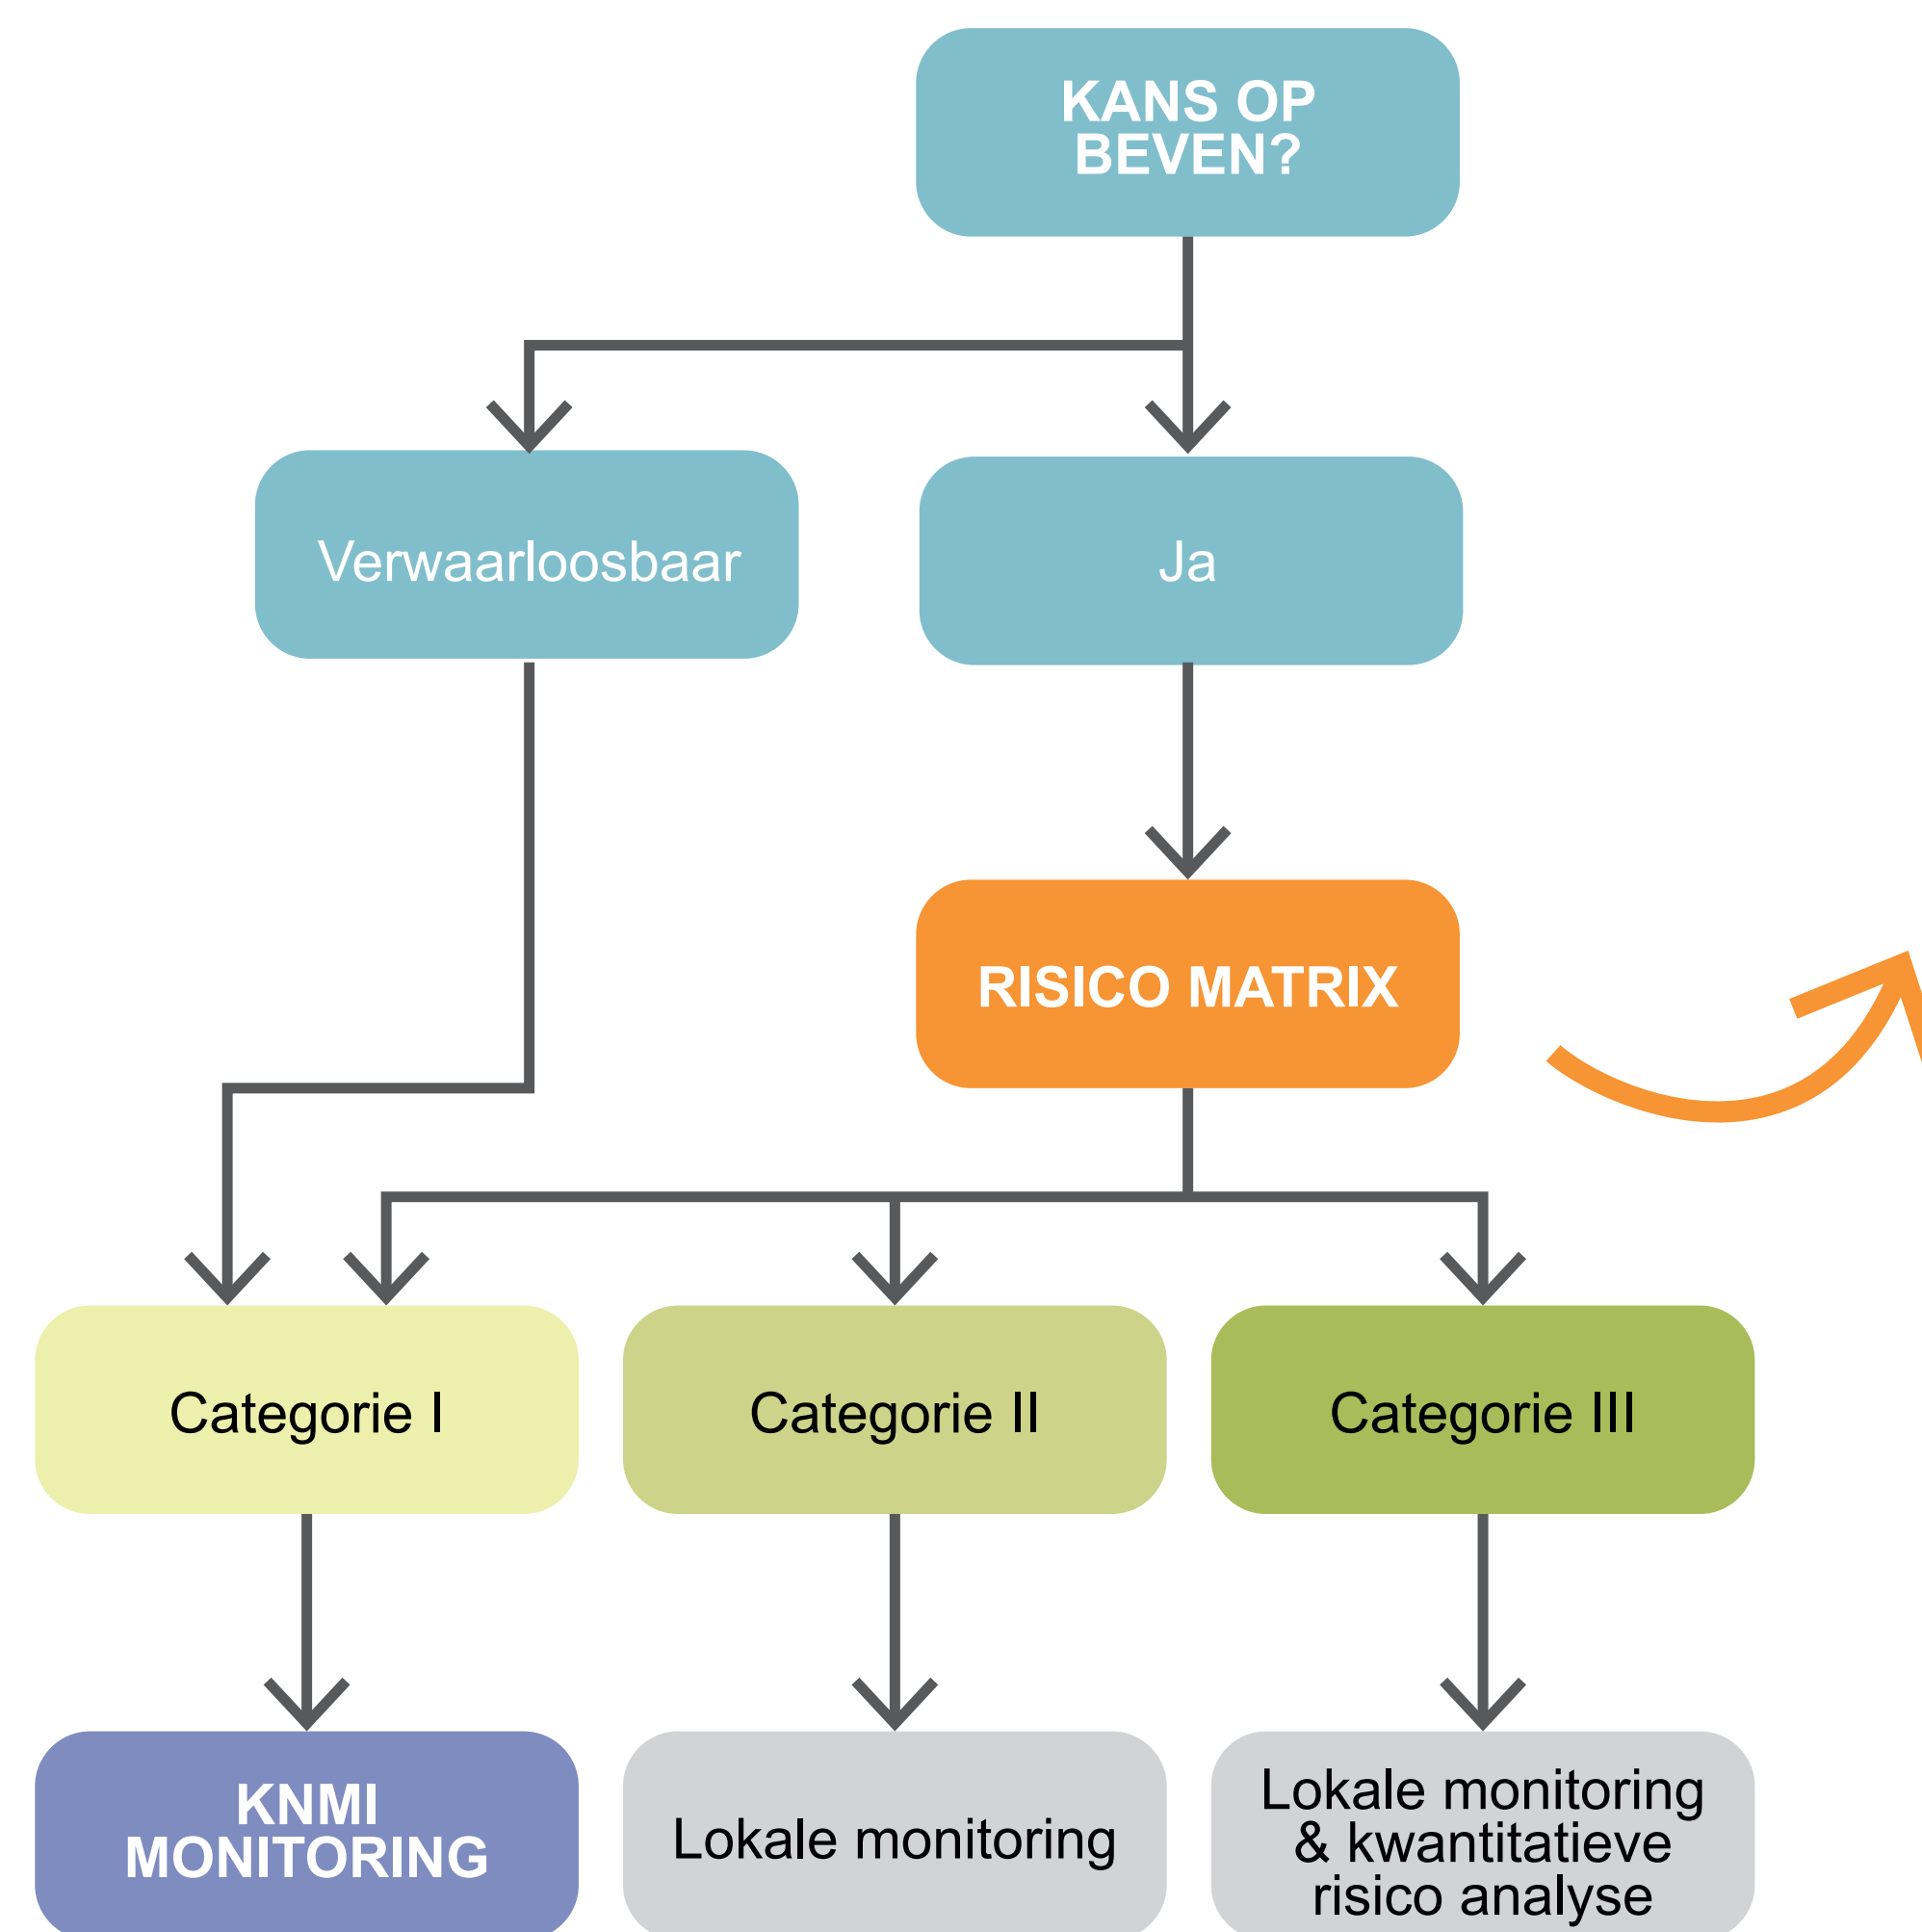 KANS OP
BEVEN?
Verwaarloosbaar
Ja
RISICO MATRIX
Categorie I
Categorie II
Categorie III
KNMI
MONITORING
Lokale monitoring
Lokale monitoring
& kwantitatieve
risico analyse